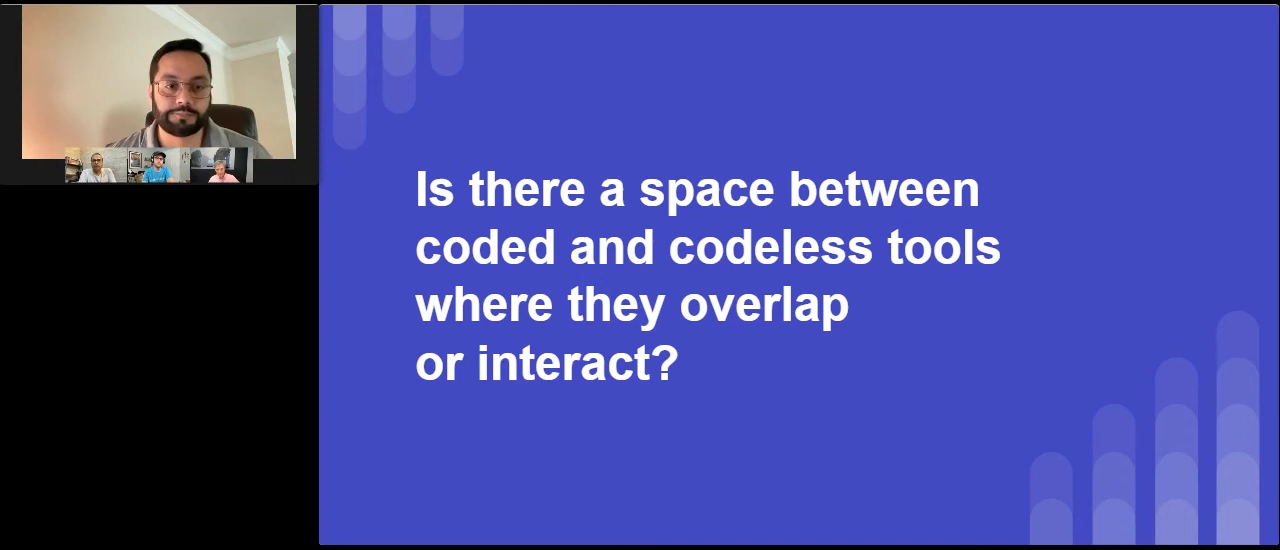 Is there a space between
coded and codeless tools
where they overlap
or interact?